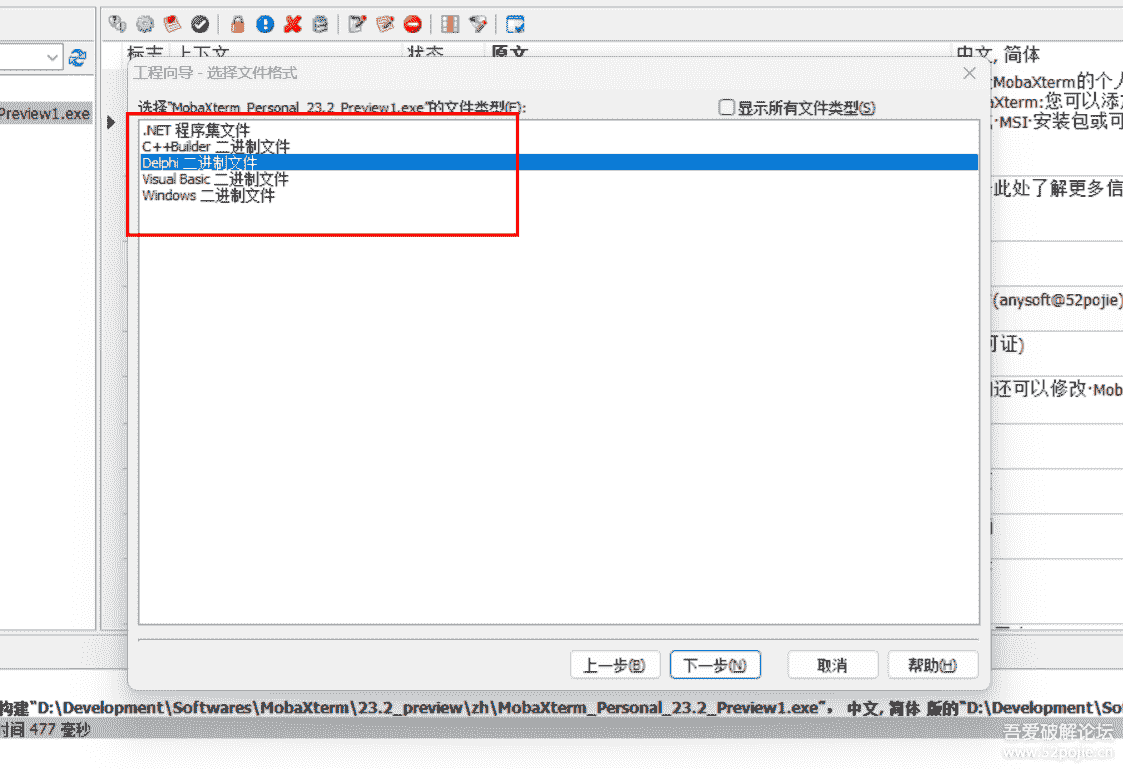 标志 上下文 状态 原文 中文, 简体
工程向导 - 选择文件格式
MobaXterm的个人
选择"MobaXterm_Personal_23.2_Preview1.exe"的文件类型(F):
显示所有文件类型(S)
Xterm:您可以添加
Preview1.exe
MSI·安装包或可
.NET 程序集文件
C++Builder 二进制文件
Delphi 二进制文件
Visual Basic 二进制文件
Windows 二进制文件
此处了解更多信
(anysoft@52pojie)
可证)
还可以修改·Mob
上一步(B) 下一步(N) 取消 帮助(H)
构建"D:\Development\Softwares\MobaXterm\23.2_preview\zh\MobaXterm_Personal_23.2_Preview1.exe"， 中文, 简体 版的"D:\Development\So
时间 477 毫秒
吾爱破解论坛
www.52pojie.cn